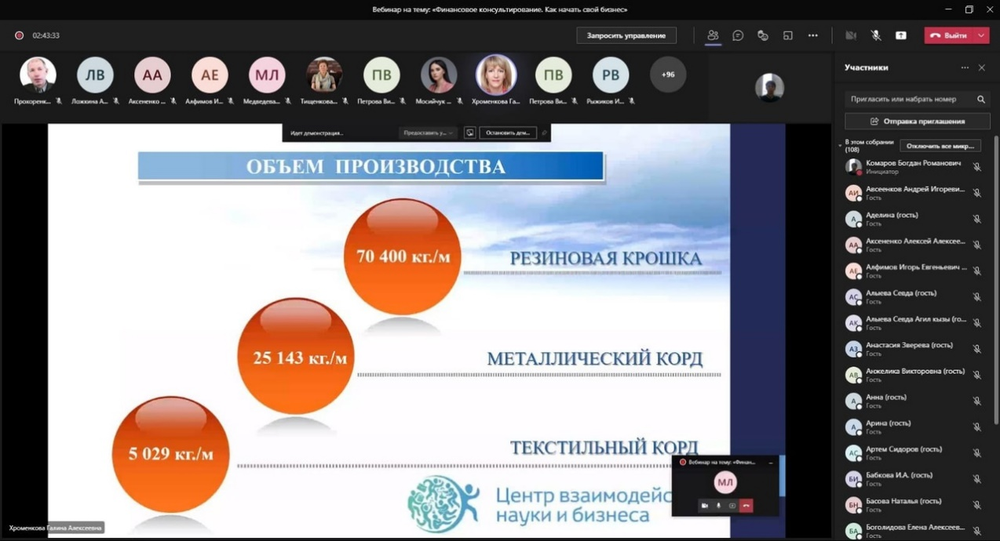 Вебинар на тему: «Финансовое консультирование. Как начать свой бизнес»
02:43:33
Запросить управление
Выйти
ЛВ
АА
АЕ
МЛ
ПВ
ПВ
РВ
+96
Прохоренк...
Ложкина А...
Аксененко ...
Алфимов И...
Медведева...
Тищенкова...
Петрова Ви...
Мосийчук ...
Хроменкова Га...
Петрова Ви...
Рыжиков И...
Идет демонстрация...
Предоставить у...
Остановить дем...
ОБЪЕМ ПРОИЗВОДСТВА
70 400 кг./м
РЕЗИНОВАЯ КРОШКА
25 143 кг./м
МЕТАЛЛИЧЕСКИЙ КОРД
5 029 кг./м
ТЕКСТИЛЬНЫЙ КОРД
Центр взаимодейс
науки и бизнеса
Вебинар на тему: «Финан...
МЛ
Хроменкова Галина Алексеевна
Участники
Пригласить или набрать номер
Отправка приглашения
В этом собрании
(108)
Отключить все микр...
Комаров Богдан Романович
Инициатор
АИ
Авсеенков Андрей Игореви...
Гость
А
Аделина (гость)
Гость
АА
Аксененко Алексей Алексее...
Гость
АЕ
Алфимов Игорь Евгеньевич ...
Гость
АС
Алыева Севда (гость)
Гость
АК
Алыева Севда Агил кызы (го...
Гость
АЗ
Анастасия Зверева (гость)
Гость
АВ
Анжелика Викторовна (гость)
Гость
А
Анна (гость)
Гость
А
Арина (гость)
Гость
АС
Артем Сидоров (гость)
Гость
БИ
Бабкова И.А. (гость)
Гость
БН
Басова Наталья (гость)
Гость
БА
Боголидова Елена Алексеев...
Гость